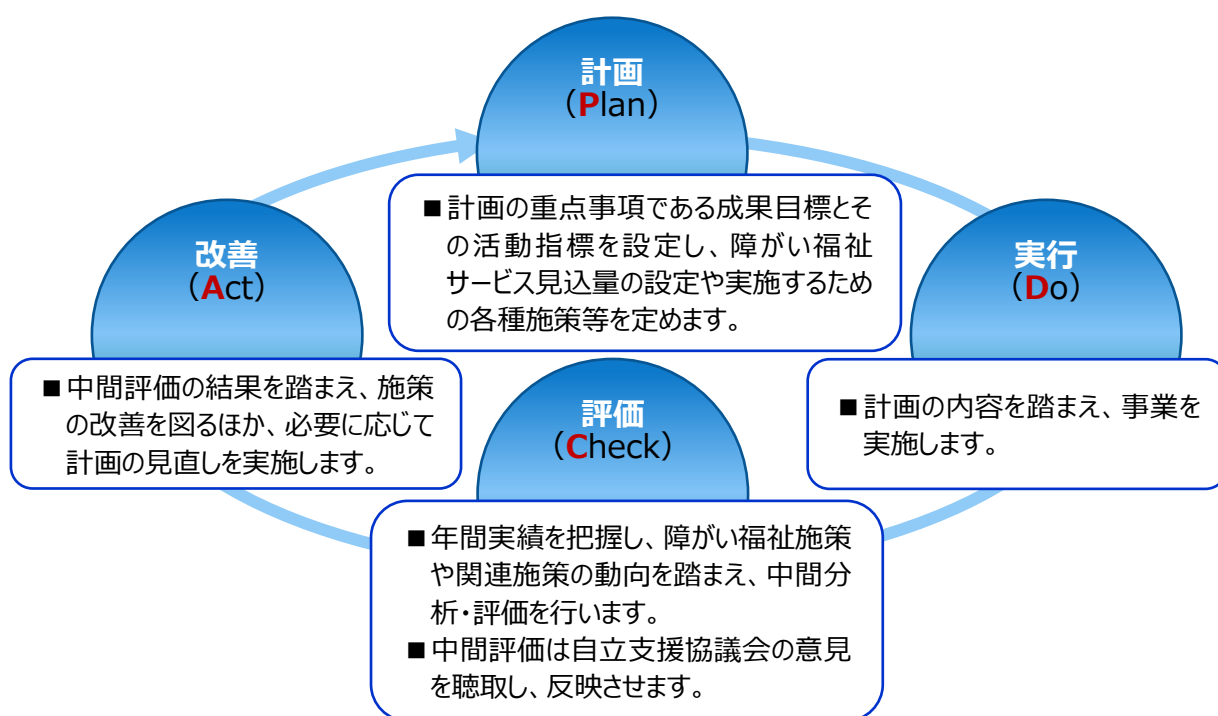 計画
（Plan）
■計画の重点事項である成果目標とそ
の活動指標を設定し、障がい福祉
サービス見込量の設定や実施するため
の各種施策等を定めます。
実行
（Do）
■計画の内容を踏まえ、事業を
実施します。
評価
（Check）
■年間実績を把握し、障がい福祉施策
や関連施策の動向を踏まえ、中間分
析・評価を行います。
■中間評価は自立支援協議会の意見
を聴取し、反映させます。
改善
（Act）
■中間評価の結果を踏まえ、施策
の改善を図るほか、必要に応じて
計画の見直しを実施します。